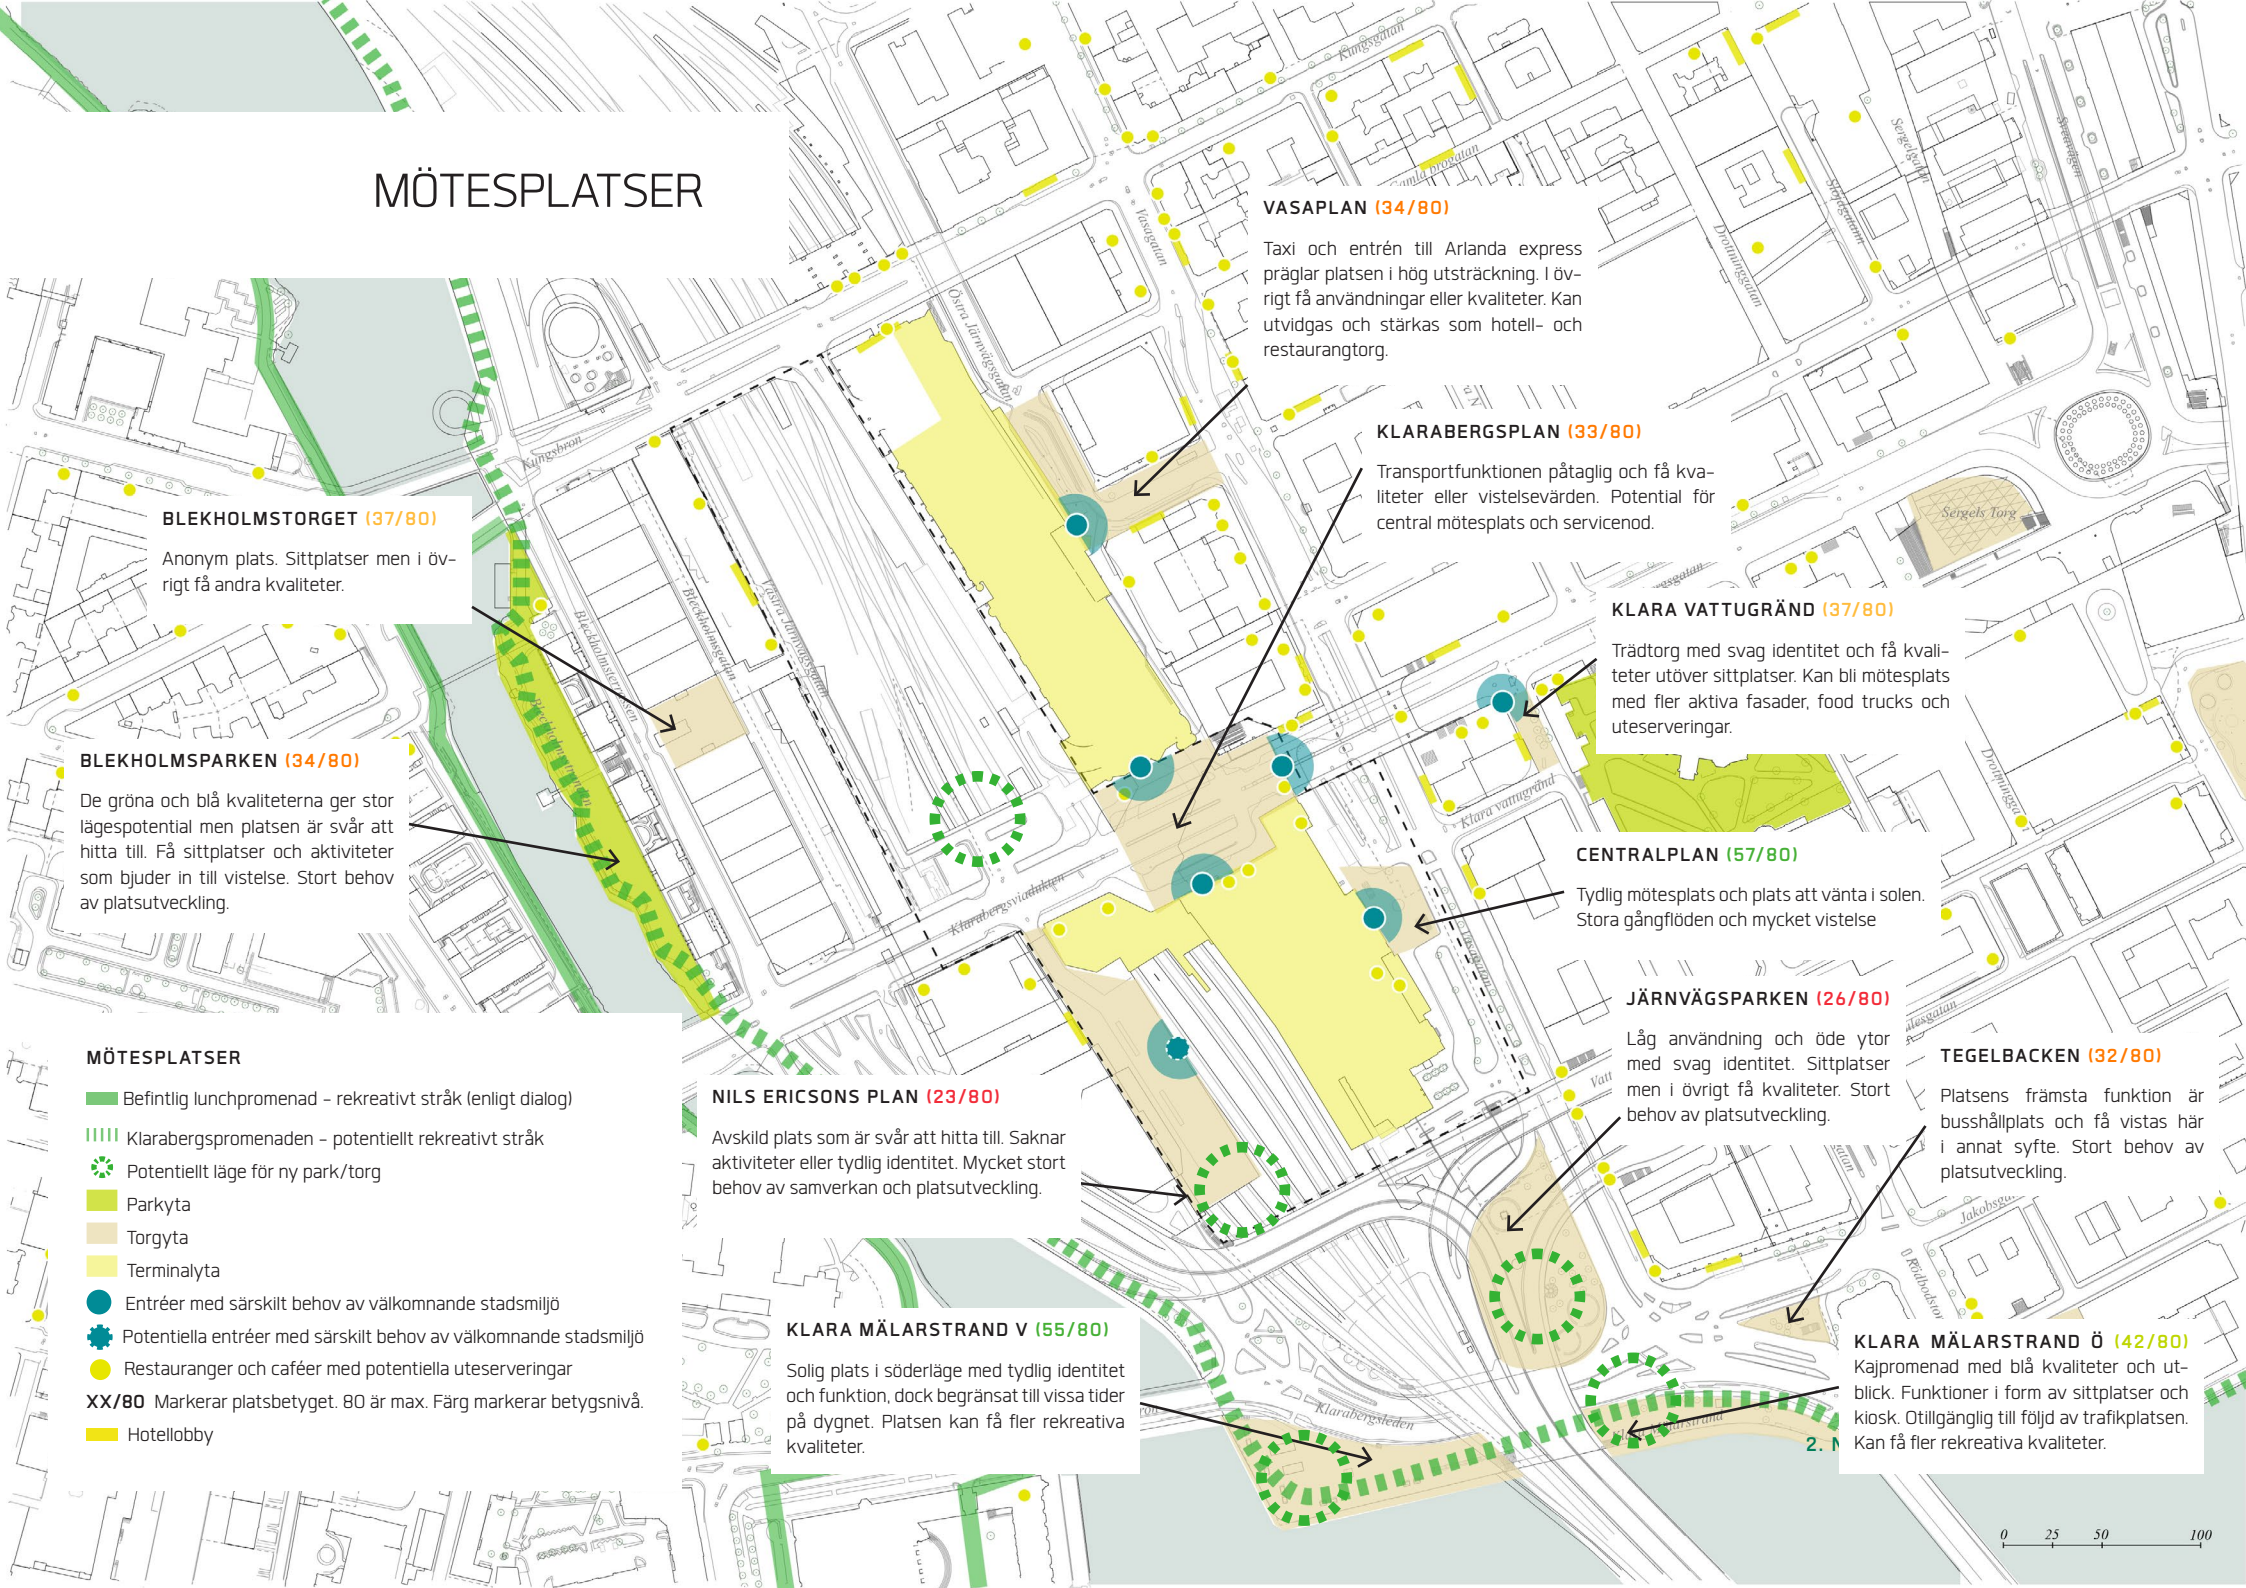 MÖTESPLATSER
Kungsgatan
Gamla brogatan
Vasagatan
Östra Järnvägsgatan
Drottninggatan
Slöjdgatan
Sergelgatan
Sveavägen
VASAPLAN (34/80)
Taxi och entrén till Arlanda express
präglar platsen i hög utsträckning. I öv-
rigt få användningar eller kvaliteter. Kan
utvidgas och stärkas som hotell- och
restaurangtorg.
KLARABERGSPLAN (33/80)
Transportfunktionen påtaglig och få kva-
liteter eller vistelsevärden. Potential för
central mötesplats och servicenod.
Kungsbron
Sergels Torg
BLEKHOLMSTORGET (37/80)
Anonym plats. Sittplatser men i öv-
rigt få andra kvaliteter.
Bleckholmsterrassen
Bleckholmsgatan
Västra Järnvägsgatan
KLARA VATTUGRÄND (37/80)
Trädtorg med svag identitet och få kvali-
teter utöver sittplatser. Kan bli mötesplats
med fler aktiva fasader, food trucks och
uteserveringar.
BLEKHOLMSPARKEN (34/80)
De gröna och blå kvaliteterna ger stor
lägespotential men platsen är svår att
hitta till. Få sittplatser och aktiviteter
som bjuder in till vistelse. Stort behov
av platsutveckling.
Klara vattugränd
Klarabergsviadukten
Vasagatan
CENTRALPLAN (57/80)
Tydlig mötesplats och plats att vänta i solen.
Stora gångflöden och mycket vistelse
JÄRNVÄGSPARKEN (26/80)
Låg användning och öde ytor
med svag identitet. Sittplatser
men i övrigt få kvaliteter. Stort
behov av platsutveckling.
TEGELBACKEN (32/80)
Platsens främsta funktion är
busshållplats och få vistas här
i annat syfte. Stort behov av
platsutveckling.
NILS ERICSONS PLAN (23/80)
Avskild plats som är svår att hitta till. Saknar
aktiviteter eller tydlig identitet. Mycket stort
behov av samverkan och platsutveckling.
MÖTESPLATSER
Befintlig lunchpromenad - rekreativt stråk (enligt dialog)
Klarabergspromenaden - potentiellt rekreativt stråk
Potentiellt läge för ny park/torg
Parkyta
Torgyta
Terminalyta
Entréer med särskilt behov av välkomnande stadsmiljö
Potentiella entréer med särskilt behov av välkomnande stadsmiljö
Restauranger och caféer med potentiella uteserveringar
XX/80 Markerar platsbetyget. 80 är max. Färg markerar betygsnivå.
Hotellobby
KLARA MÄLARSTRAND V (55/80)
Solig plats i söderläge med tydlig identitet
och funktion, dock begränsat till vissa tider
på dygnet. Platsen kan få fler rekreativa
kvaliteter.
Klarabergsleden
Klara Mälarstrand
KLARA MÄLARSTRAND Ö (42/80)
Kajpromenad med blå kvaliteter och ut-
blick. Funktioner i form av sittplatser och
kiosk. Otillgänglig till följd av trafikplatsen.
Kan få fler rekreativa kvaliteter.
2. N
0 25 50 100